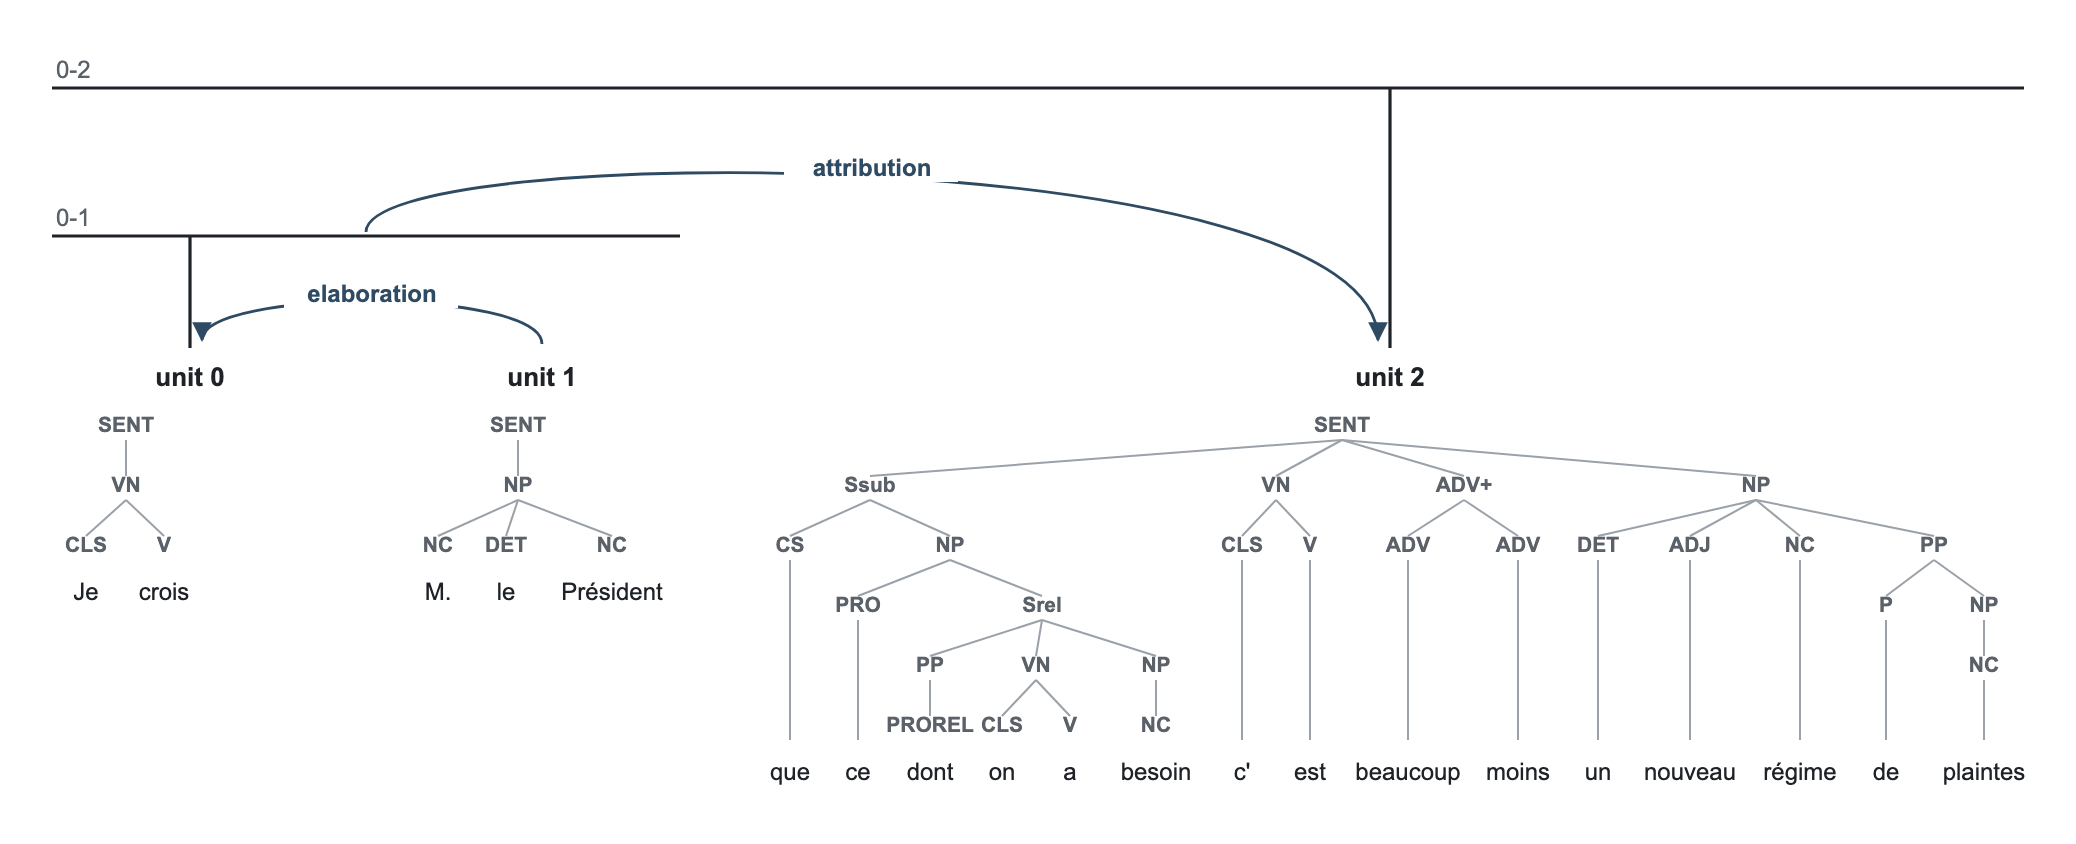 0-2
attribution
0-1
elaboration
unit 0 unit 1 unit 2
SENT SENT SENT
VN NP Ssub VN ADV+ NP
CLS V NC DET NC CS NP CLS V ADV ADV DET ADJ NC PP
Je crois M. le Président PRO Srel P NP
PP VN NP NC
PROREL CLS V NC
que ce dont on a besoin c' est beaucoup moins un nouveau régime de plaintes